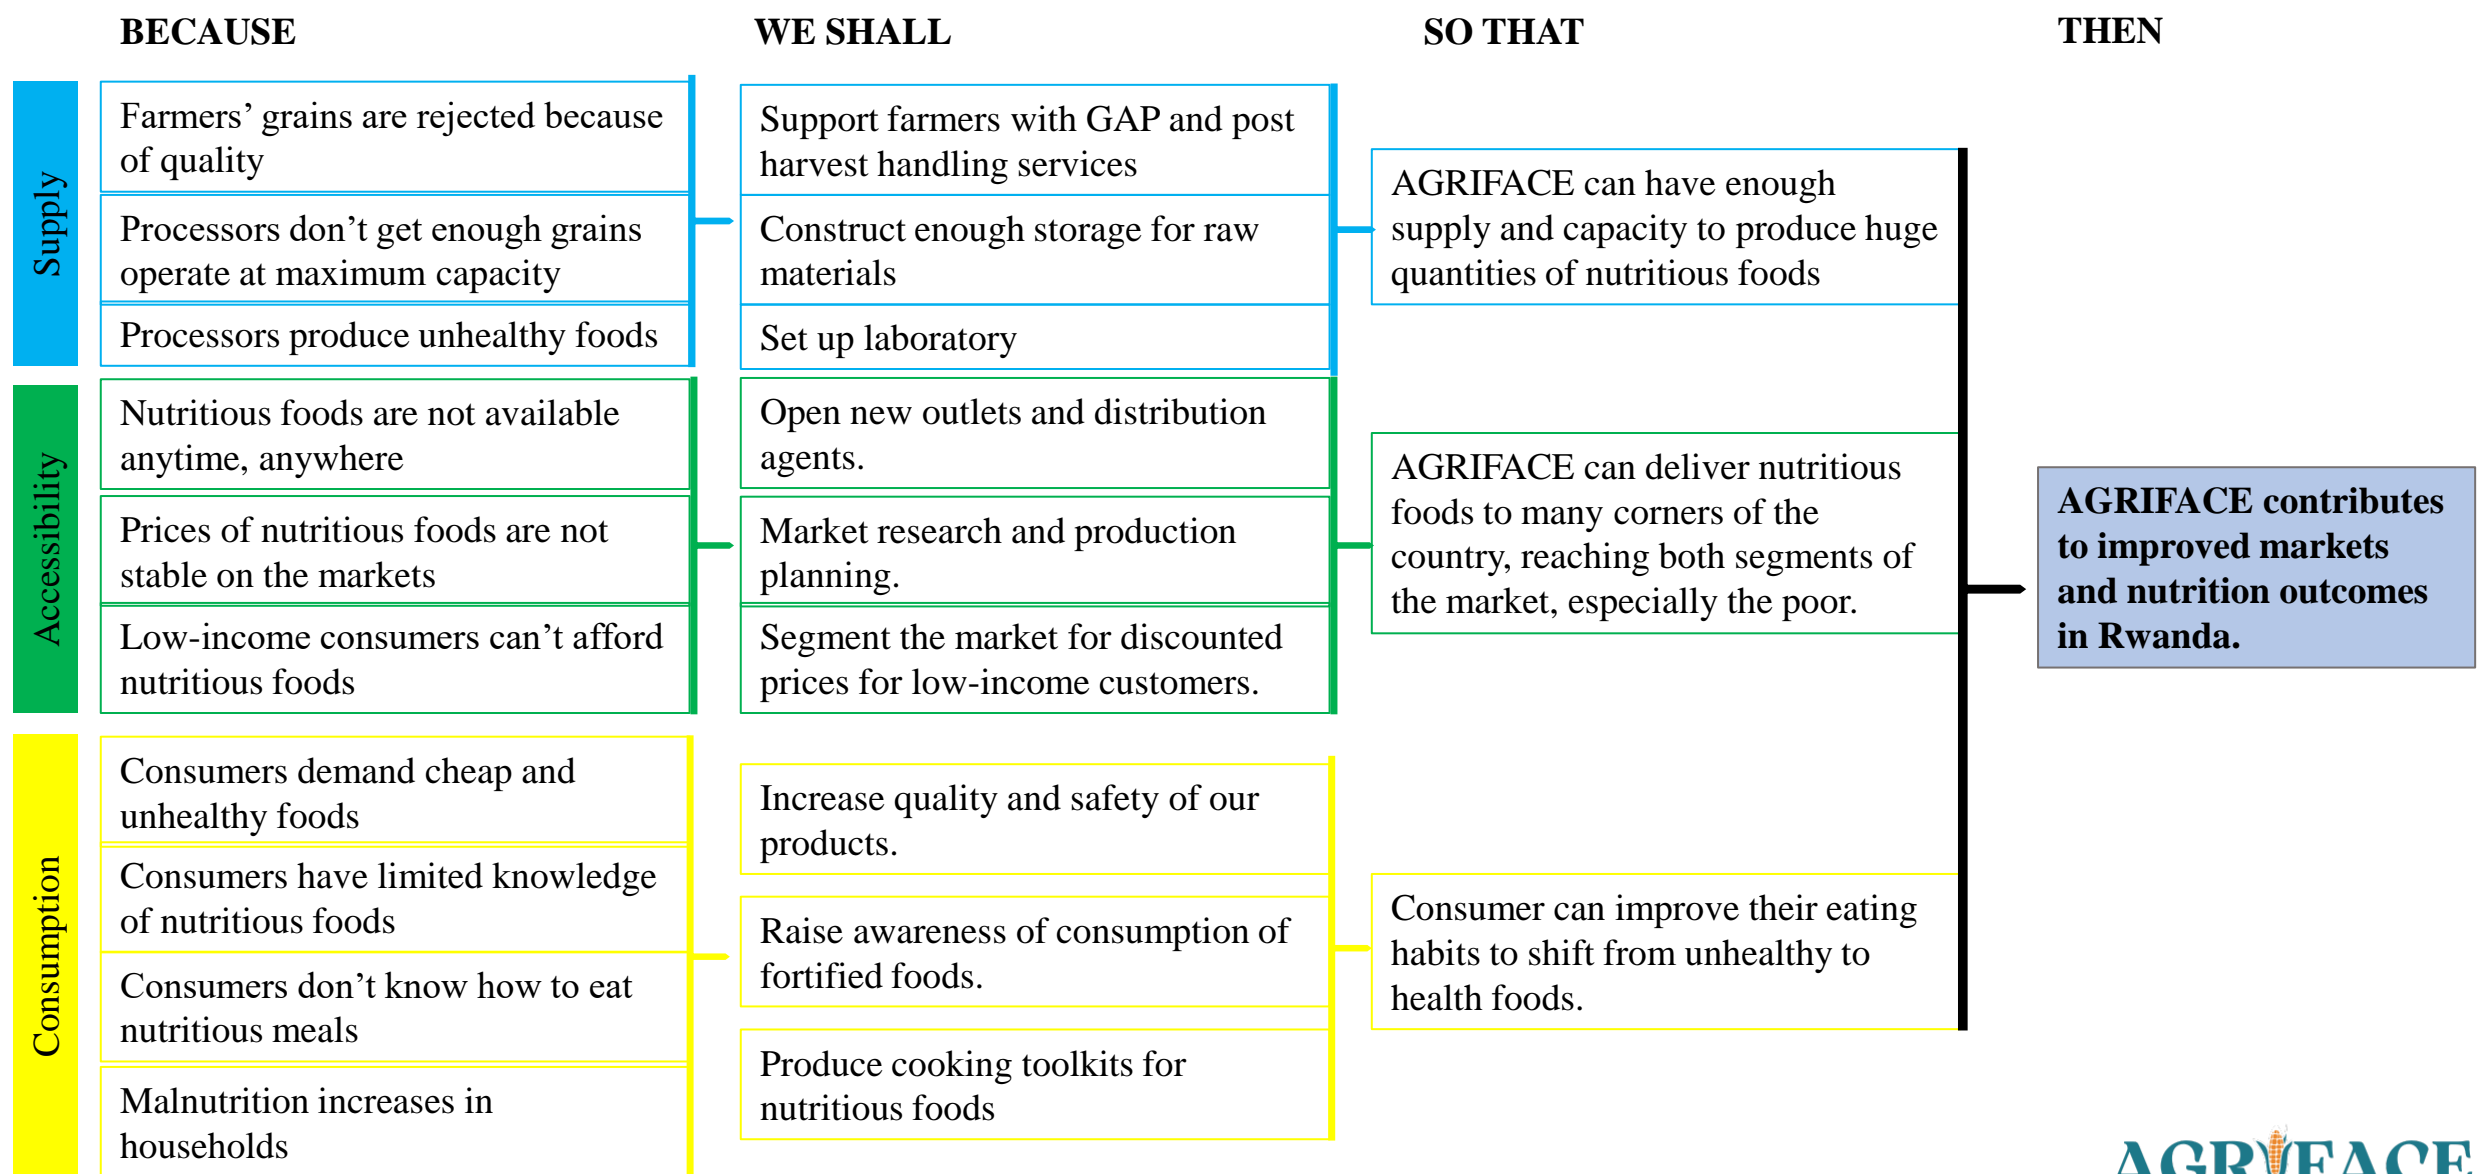 BECAUSE
WE SHALL
SO THAT
THEN
Supply
Farmers’ grains are rejected because
of quality
Processors don’t get enough grains
operate at maximum capacity
Processors produce unhealthy foods
Support farmers with GAP and post
harvest handling services
Construct enough storage for raw
materials
Set up laboratory
AGRIFACE can have enough
supply and capacity to produce huge
quantities of nutritious foods
Accessibility
Nutritious foods are not available
anytime, anywhere
Prices of nutritious foods are not
stable on the markets
Low-income consumers can’t afford
nutritious foods
Open new outlets and distribution
agents.
Market research and production
planning.
Segment the market for discounted
prices for low-income customers.
AGRIFACE can deliver nutritious
foods to many corners of the
country, reaching both segments of
the market, especially the poor.
Consumption
Consumers demand cheap and
unhealthy foods
Consumers have limited knowledge
of nutritious foods
Consumers don’t know how to eat
nutritious meals
Malnutrition increases in
households
Increase quality and safety of our
products.
Raise awareness of consumption of
fortified foods.
Produce cooking toolkits for
nutritious foods
Consumer can improve their eating
habits to shift from unhealthy to
health foods.
AGRIFACE contributes
to improved markets
and nutrition outcomes
in Rwanda.
AGRIFACE